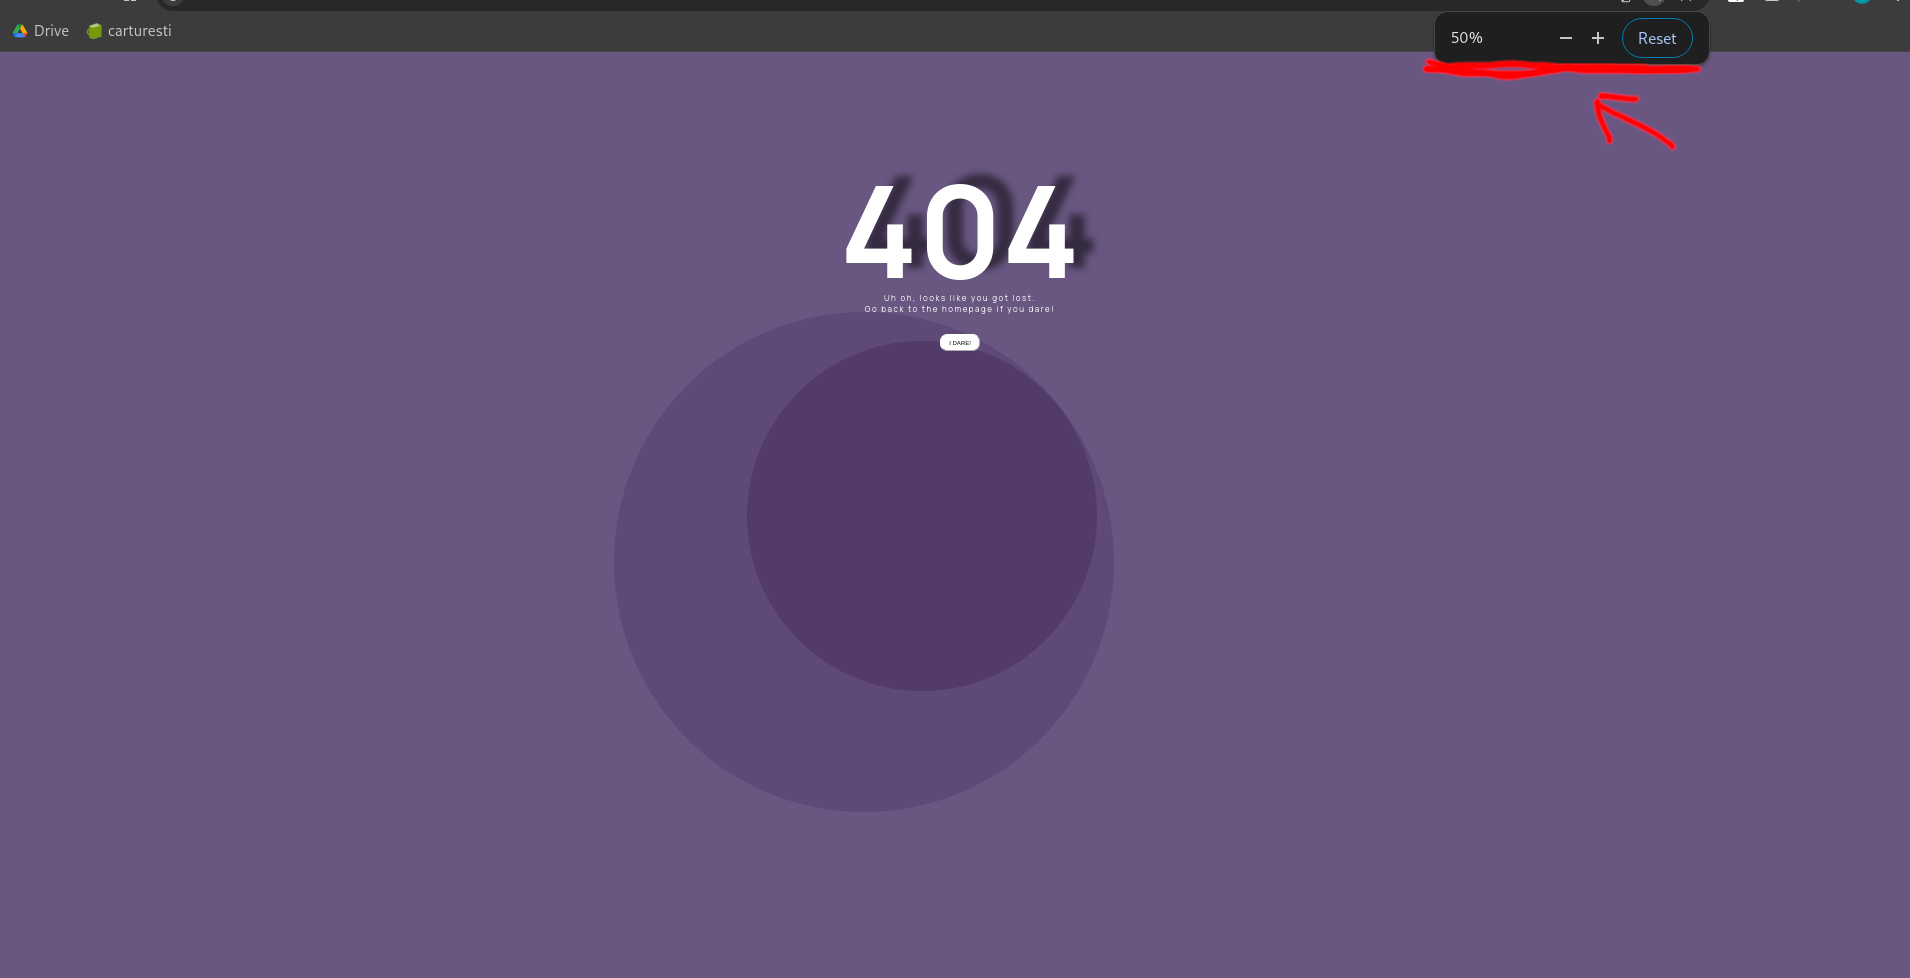 Drive
carturesti
50%
Reset
404
Uh oh, looks like you got lost.
Go back to the homepage if you dare!
I DARE!